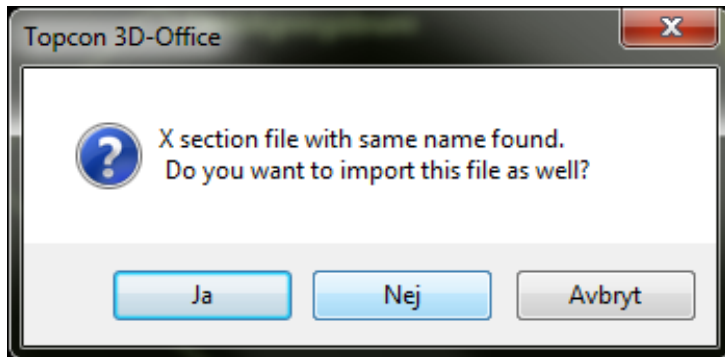 Topcon 3D-Office
X section file with same name found.
Do you want to import this file as well?
Ja
Nej
Avbryt